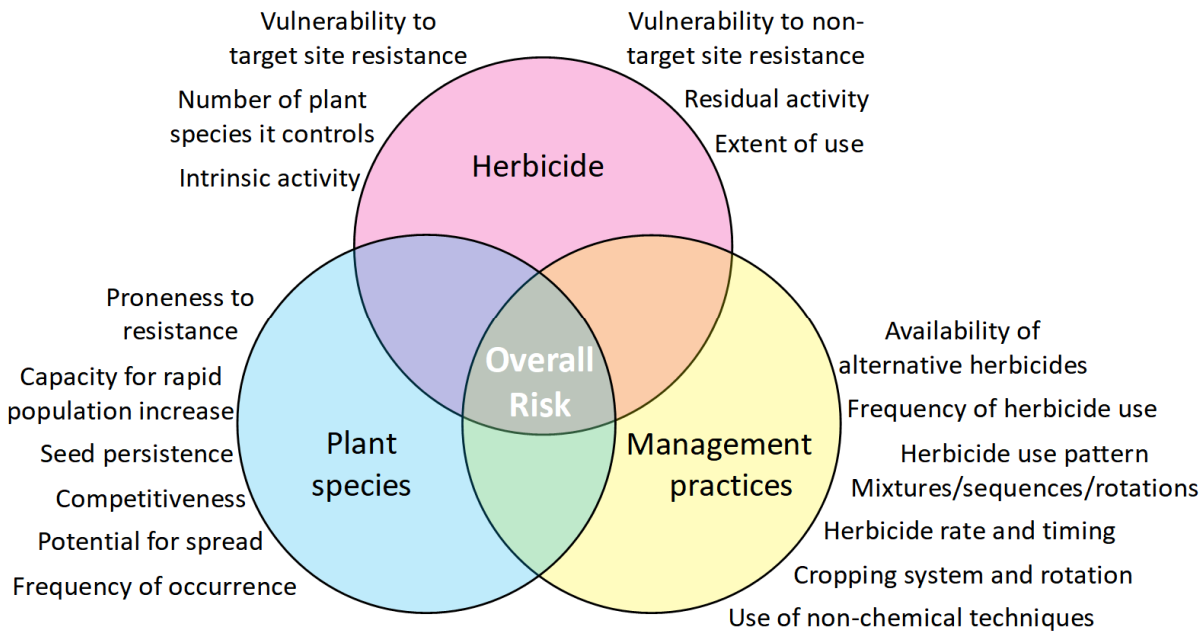 Vulnerability to
target site resistance
Number of plant
species it controls
Intrinsic activity
Vulnerability to non-
target site resistance
Residual activity
Extent of use
Herbicide
Proneness to
resistance
Capacity for rapid
population increase
Seed persistence
Competitiveness
Potential for spread
Frequency of occurrence
Plant
species
Overall
Risk
Management
practices
Availability of
alternative herbicides
Frequency of herbicide use
Herbicide use pattern
Mixtures/sequences/rotations
Herbicide rate and timing
Cropping system and rotation
Use of non-chemical techniques